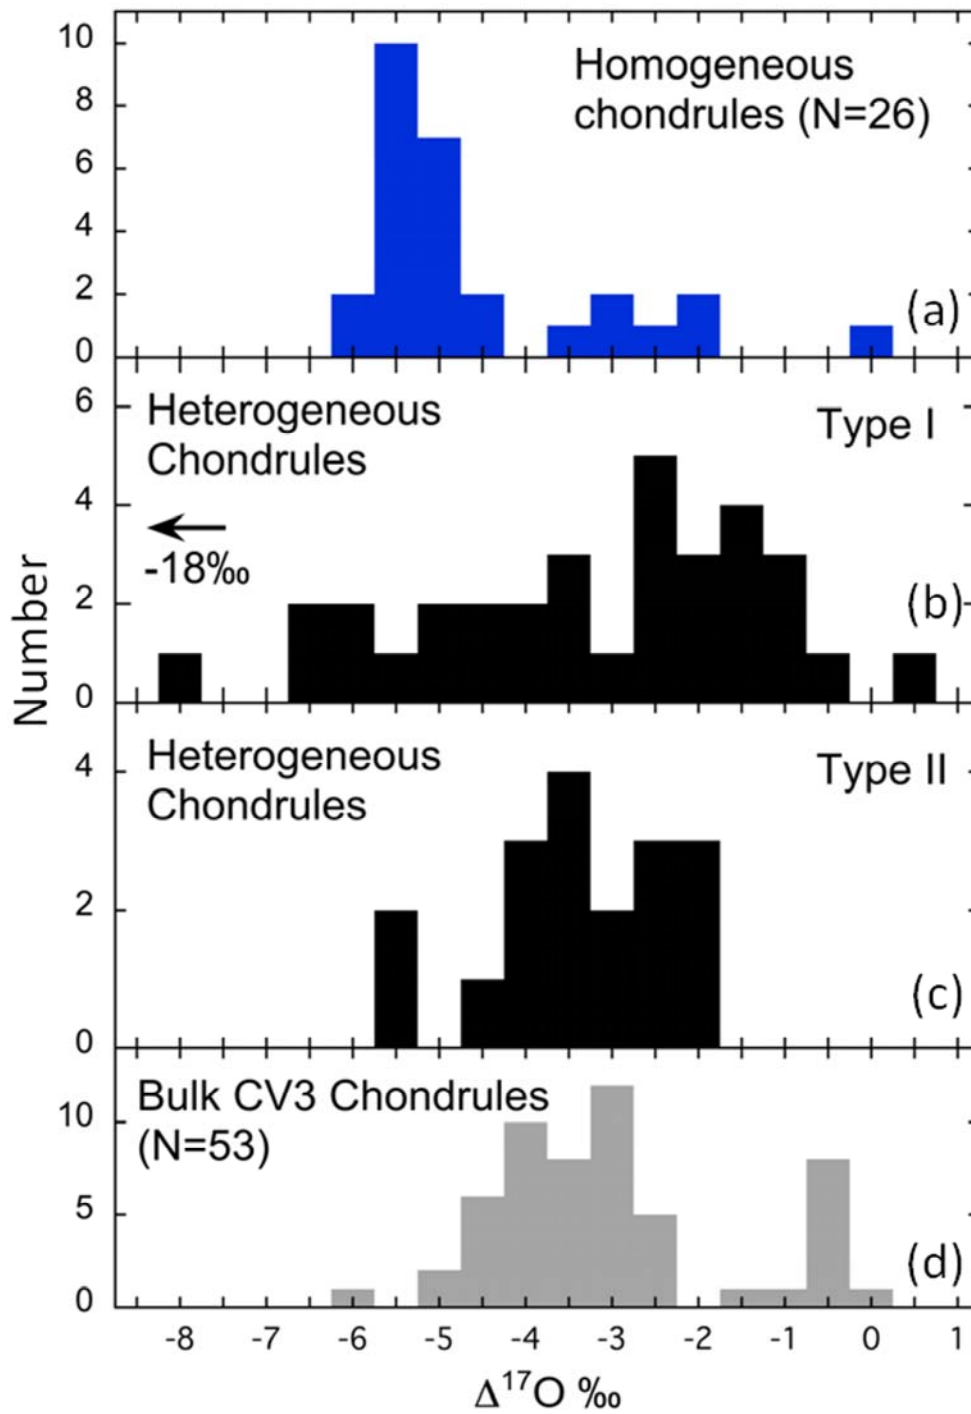 10
8
6
4
2
0
Homogeneous
chondrules (N=26)
(a)
6
4
2
0
Heterogeneous
Chondrules
Type I
-18‰
(b)
Number
4
2
0
Heterogeneous
Chondrules
Type II
(c)
10
5
0
Bulk CV3 Chondrules
(N=53)
(d)
-8 -7 -6 -5 -4 -3 -2 -1 0 1
Δ¹⁷O ‰